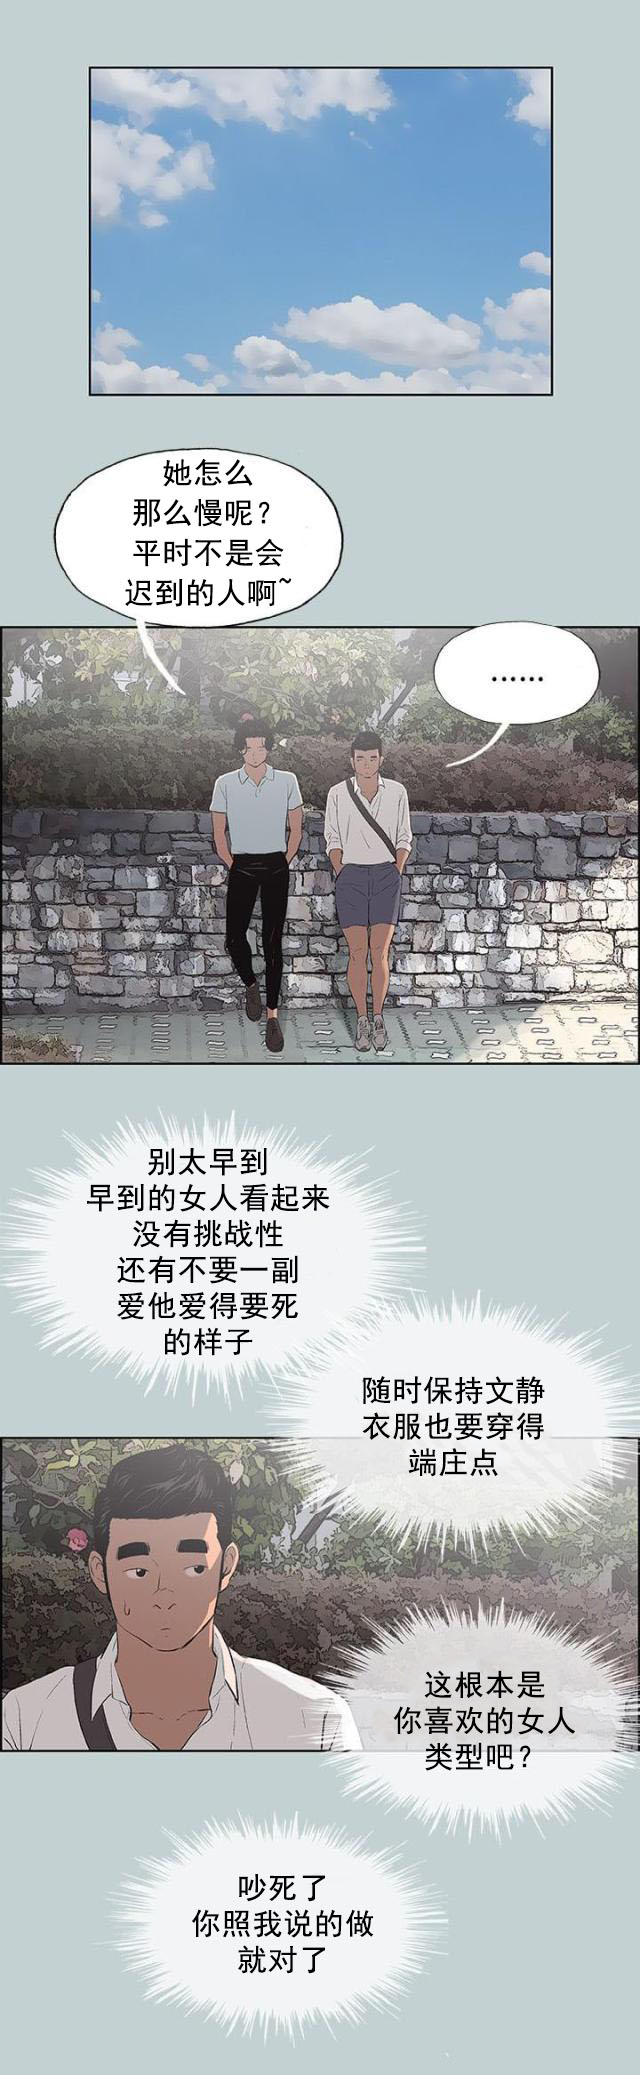 她怎么
那么慢呢?
平时不是会
迟到的人啊~
……
别太早到
早到的女人看起来
没有挑战性
还有不要一副
爱他爱得要死
的样子
随时保持文静
衣服也要穿得
端庄点
这根本是
你喜欢的女人
类型吧?
吵死了
你照我说的做
就对了